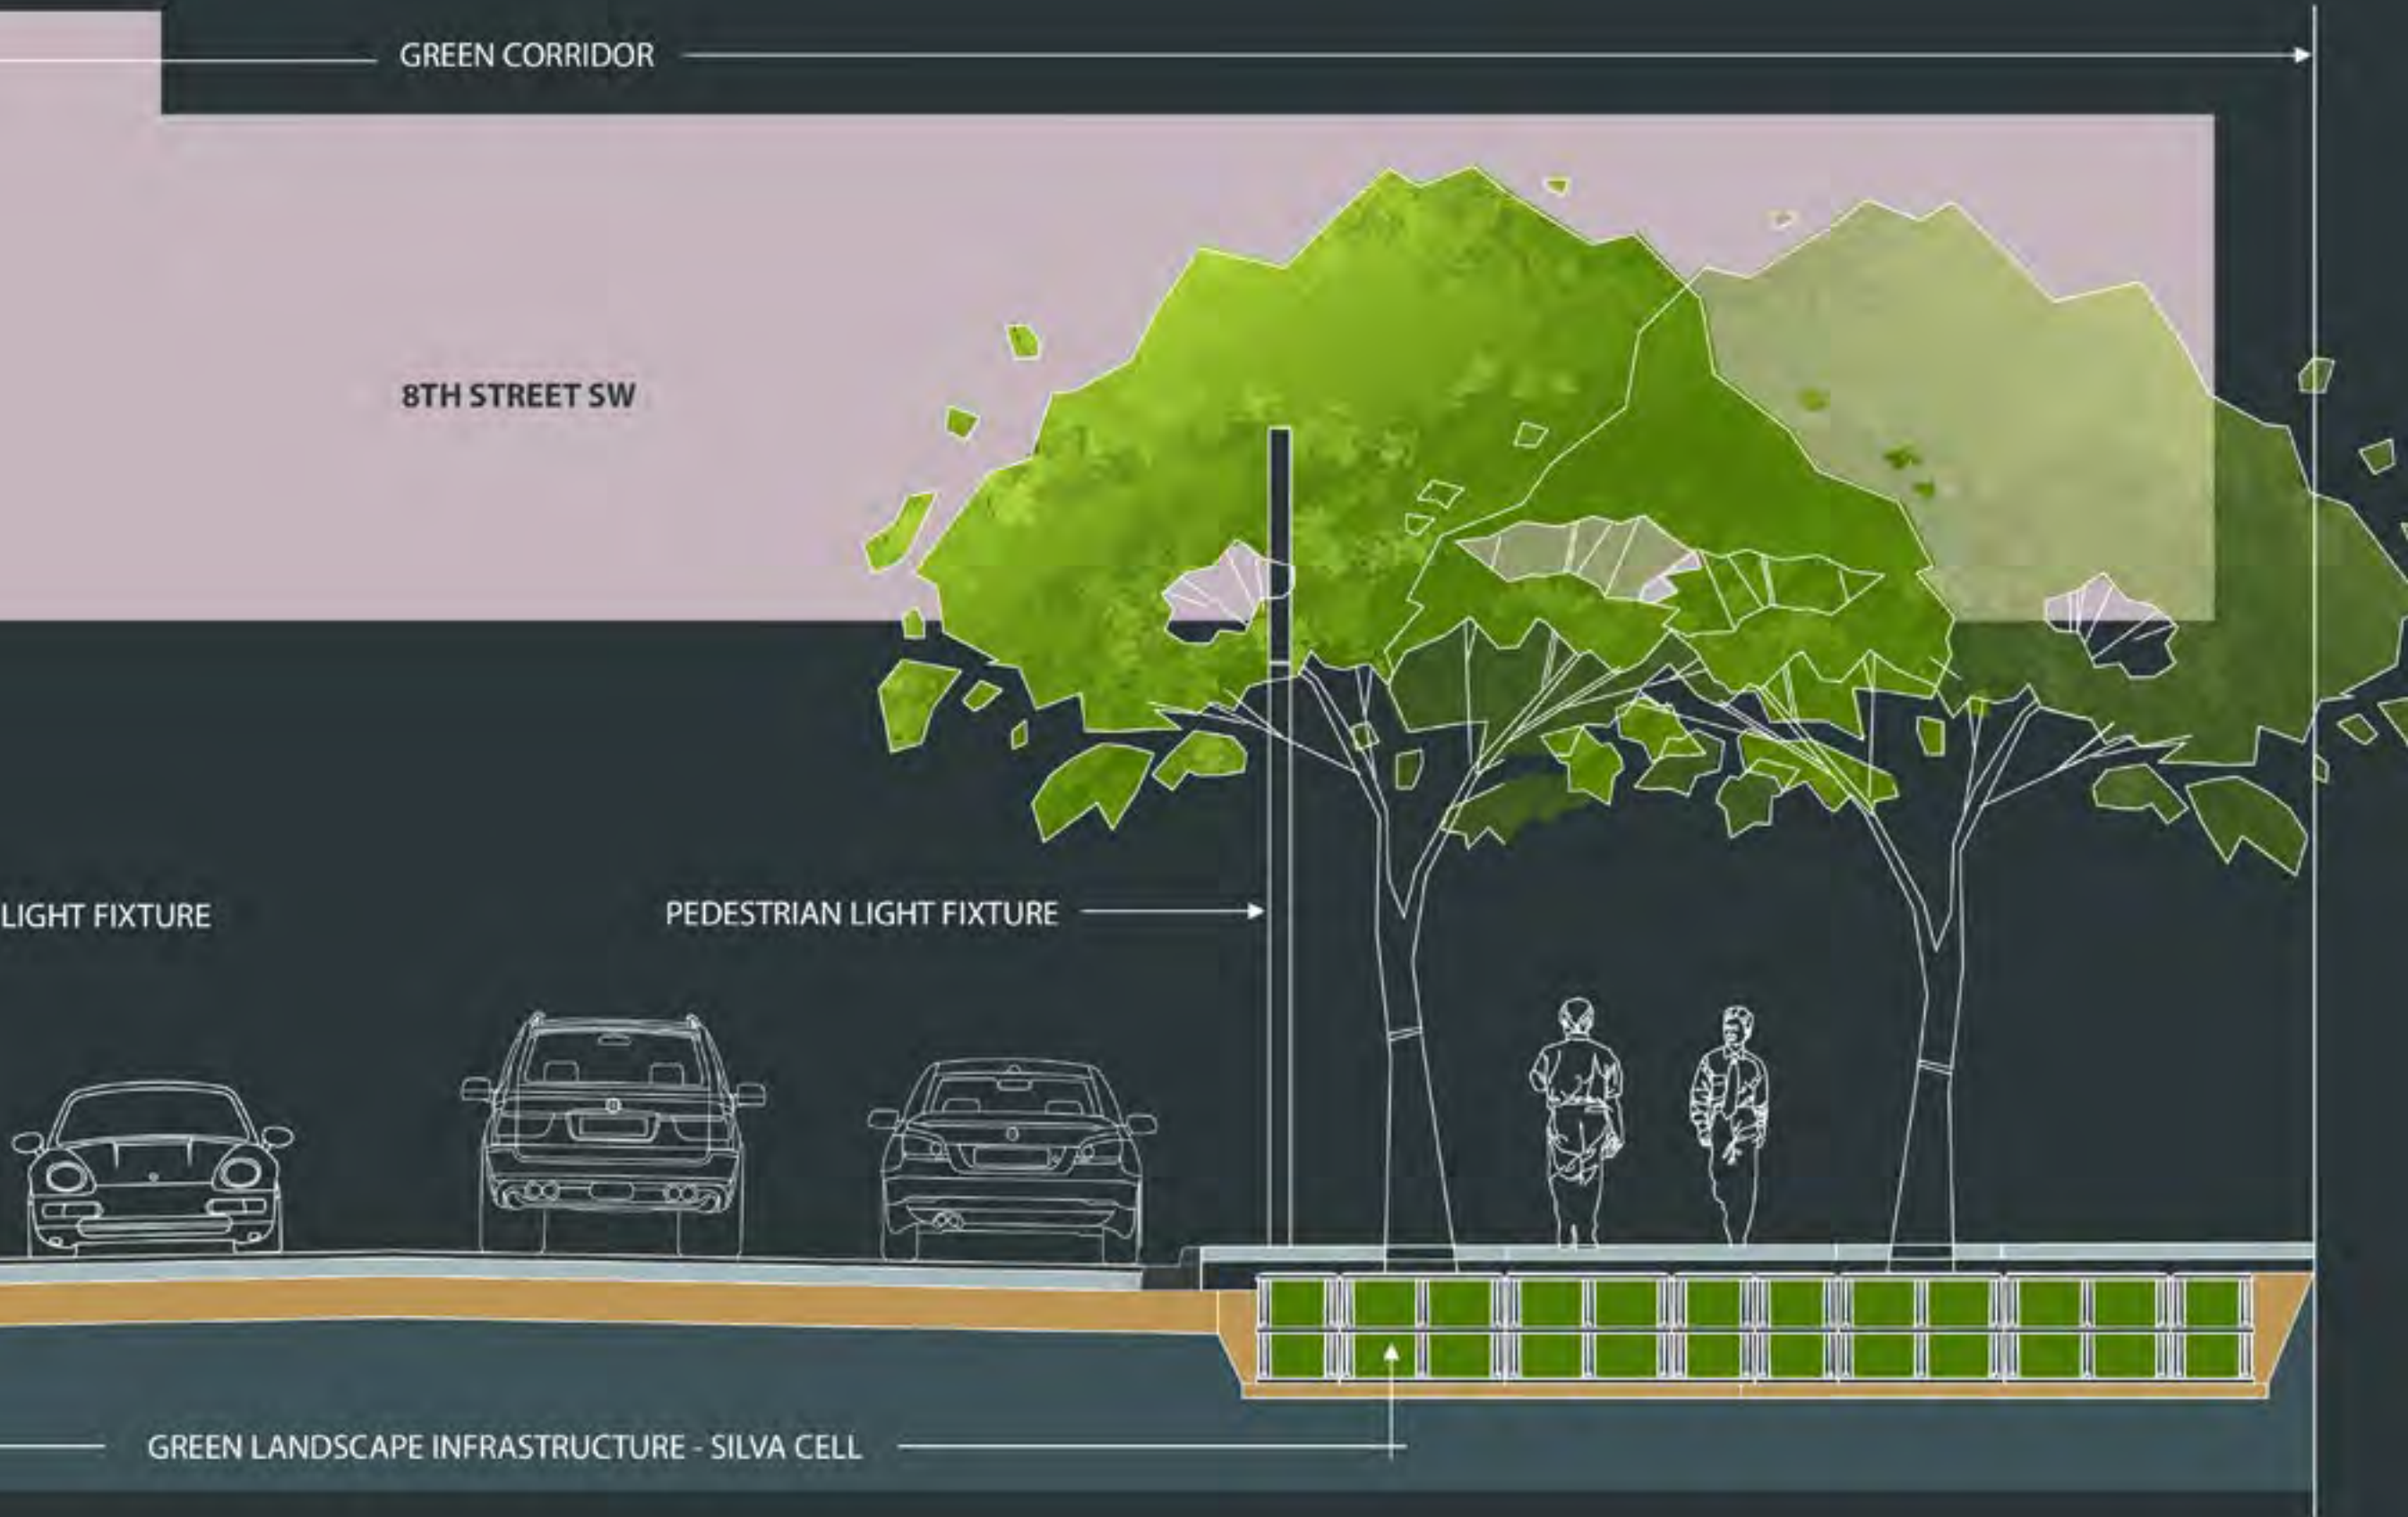 GREEN CORRIDOR
8TH STREET SW
LIGHT FIXTURE
PEDESTRIAN LIGHT FIXTURE
GREEN LANDSCAPE INFRASTRUCTURE - SILVA CELL